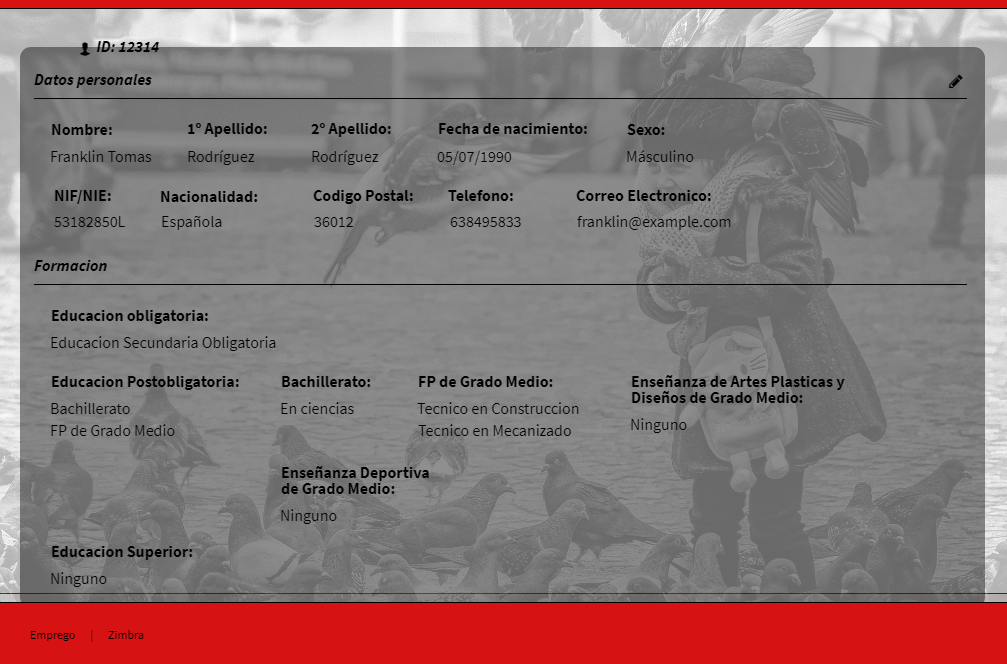 ID: 12314
Datos personales
Nombre: 1º Apellido: 2º Apellido: Fecha de nacimiento: Sexo:
Franklin Tomas Rodríguez Rodríguez 05/07/1990 Másculino
NIF/NIE: Nacionalidad: Codigo Postal: Telefono: Correo Electronico:
53182850L Española 36012 638495833 franklin@example.com
Formacion
Educacion obligatoria:
Educacion Secundaria Obligatoria
Educacion Postobligatoria: Bachillerato: FP de Grado Medio: Enseñanza de Artes Plasticas y
Diseños de Grado Medio:
Bachillerato En ciencias Tecnico en Construccion
Ninguno
FP de Grado Medio Tecnico en Mecanizado
Enseñanza Deportiva
de Grado Medio:
Ninguno
Educacion Superior:
Ninguno
Emprego | Zimbra